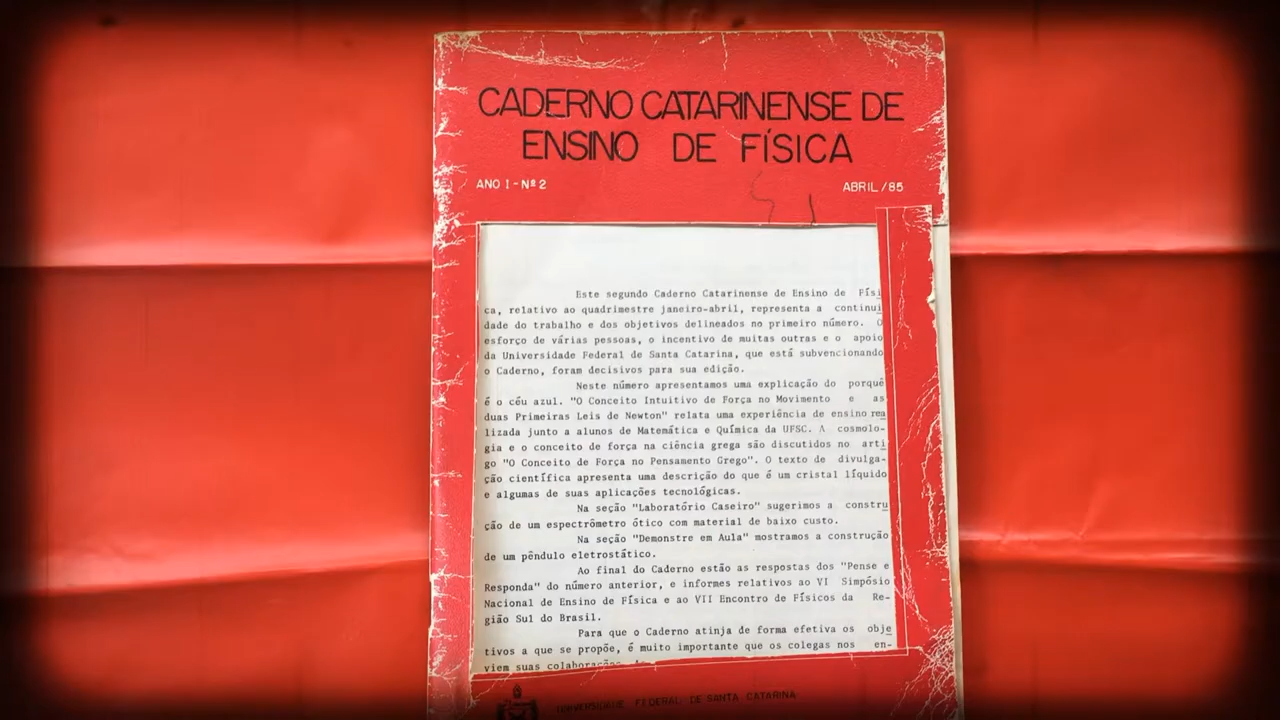 CADERNO CATARINENSE DE
ENSINO DE FÍSICA
ANO I - Nº 2 ABRIL/85
Este segundo Caderno Catarinense de Ensino de Físi
ca, relativo ao quadrimestre janeiro-abril, representa a continui
dade do trabalho e dos objetivos delineados no primeiro número. O
esforço de várias pessoas, o incentivo de muitas outras e o apoio
da Universidade Federal de Santa Catarina, que está subvencionando
o Caderno, foram decisivos para sua edição.
Neste número apresentamos uma explicação do porquê
é o céu azul. "O Conceito Intuitivo de Força no Movimento e as
duas Primeiras Leis de Newton" relata uma experiência de ensino rea
lizada junto a alunos de Matemática e Química da UFSC. A cosmolo-
gia e o conceito de força na ciência grega são discutidos no arti
go "O Conceito de Força no Pensamento Grego". O texto de divulga-
ção científica apresenta uma descrição do que é um cristal líquido
e algumas de suas aplicações tecnológicas.
Na seção "Laboratório Caseiro" sugerimos a constru
ção de um espectrômetro ótico com material de baixo custo.
Na seção "Demonstre em Aula" mostramos a construção
de um pêndulo eletrostático.
Ao final do Caderno estão as respostas dos "Pense e
Responda" do número anterior, e informes relativos ao VI Simpósio
Nacional de Ensino de Física e ao VII Encontro de Físicos da Re-
gião Sul do Brasil.
Para que o Caderno atinja de forma efetiva os obje
tivos a que se propõe, é muito importante que os colegas nos en-
viem suas colaborações.
UNIVERSIDADE FEDERAL DE SANTA CATARINA